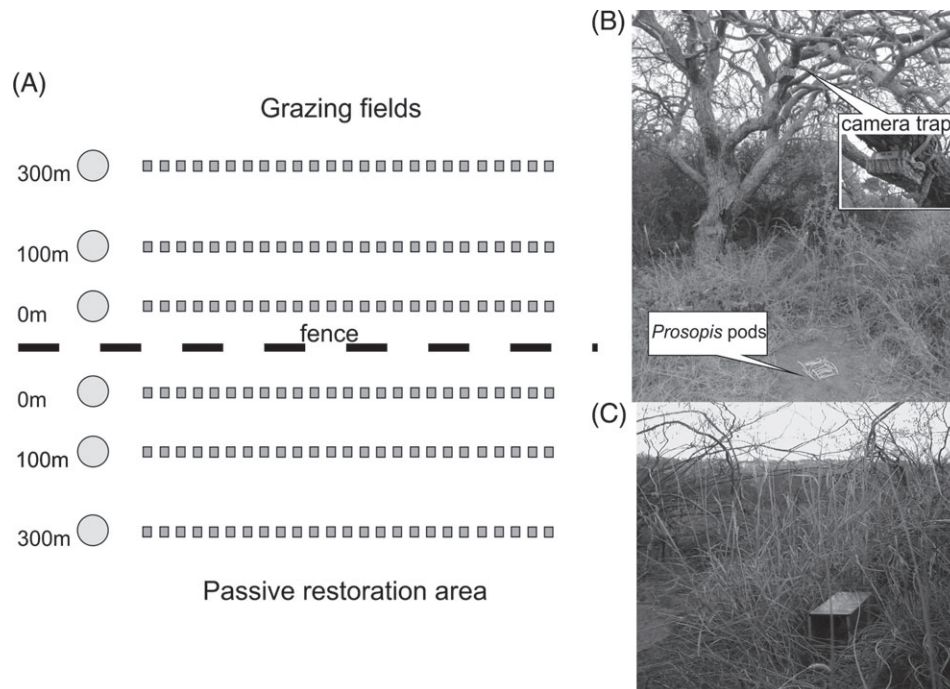 (A)
Grazing fields
300m
100m
0m
fence
0m
100m
300m
Passive restoration area
(B)
camera trap
Prosopis pods
(C)